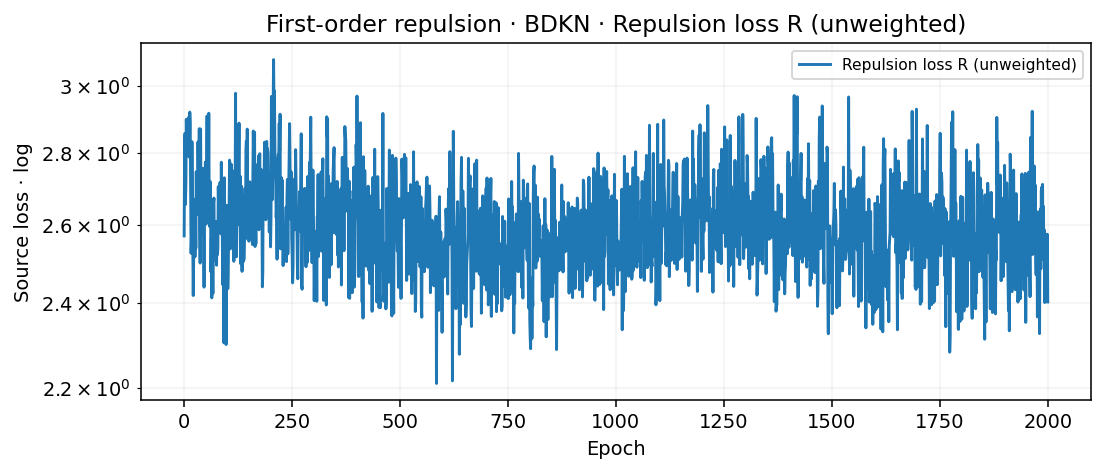 First-order repulsion · BDKN · Repulsion loss R (unweighted)
Repulsion loss R (unweighted)
Source loss · log
3 × 10⁰
2.8 × 10⁰
2.6 × 10⁰
2.4 × 10⁰
2.2 × 10⁰
0 250 500 750 1000 1250 1500 1750 2000
Epoch